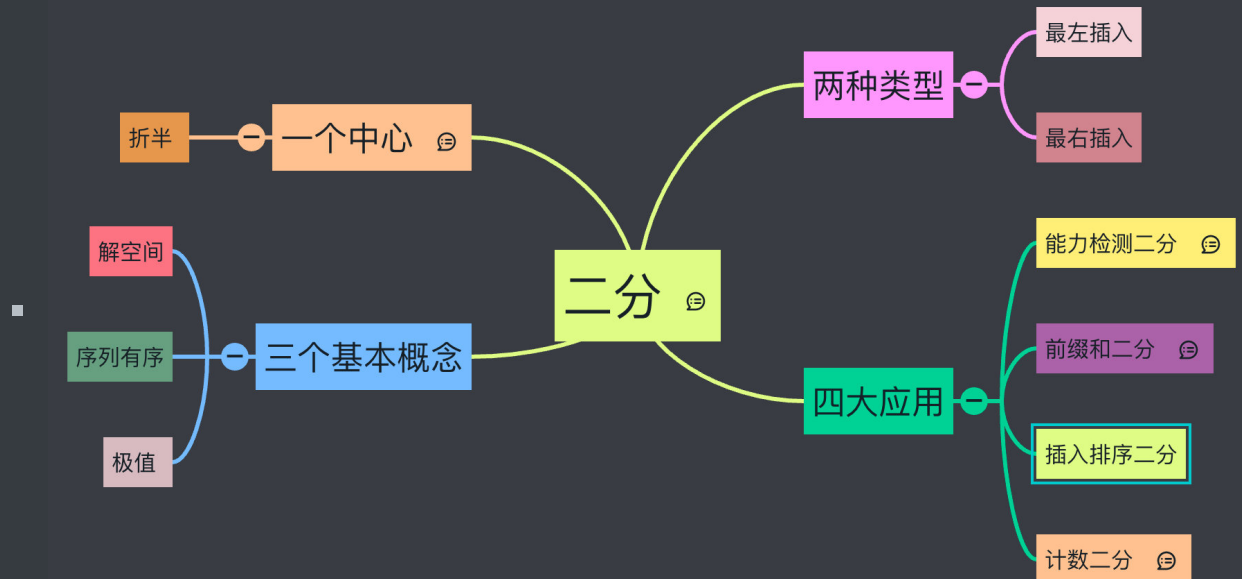 二分
一个中心
折半
两种类型
最左插入
最右插入
三个基本概念
解空间
序列有序
极值
四大应用
能力检测二分
前缀和二分
插入排序二分
计数二分